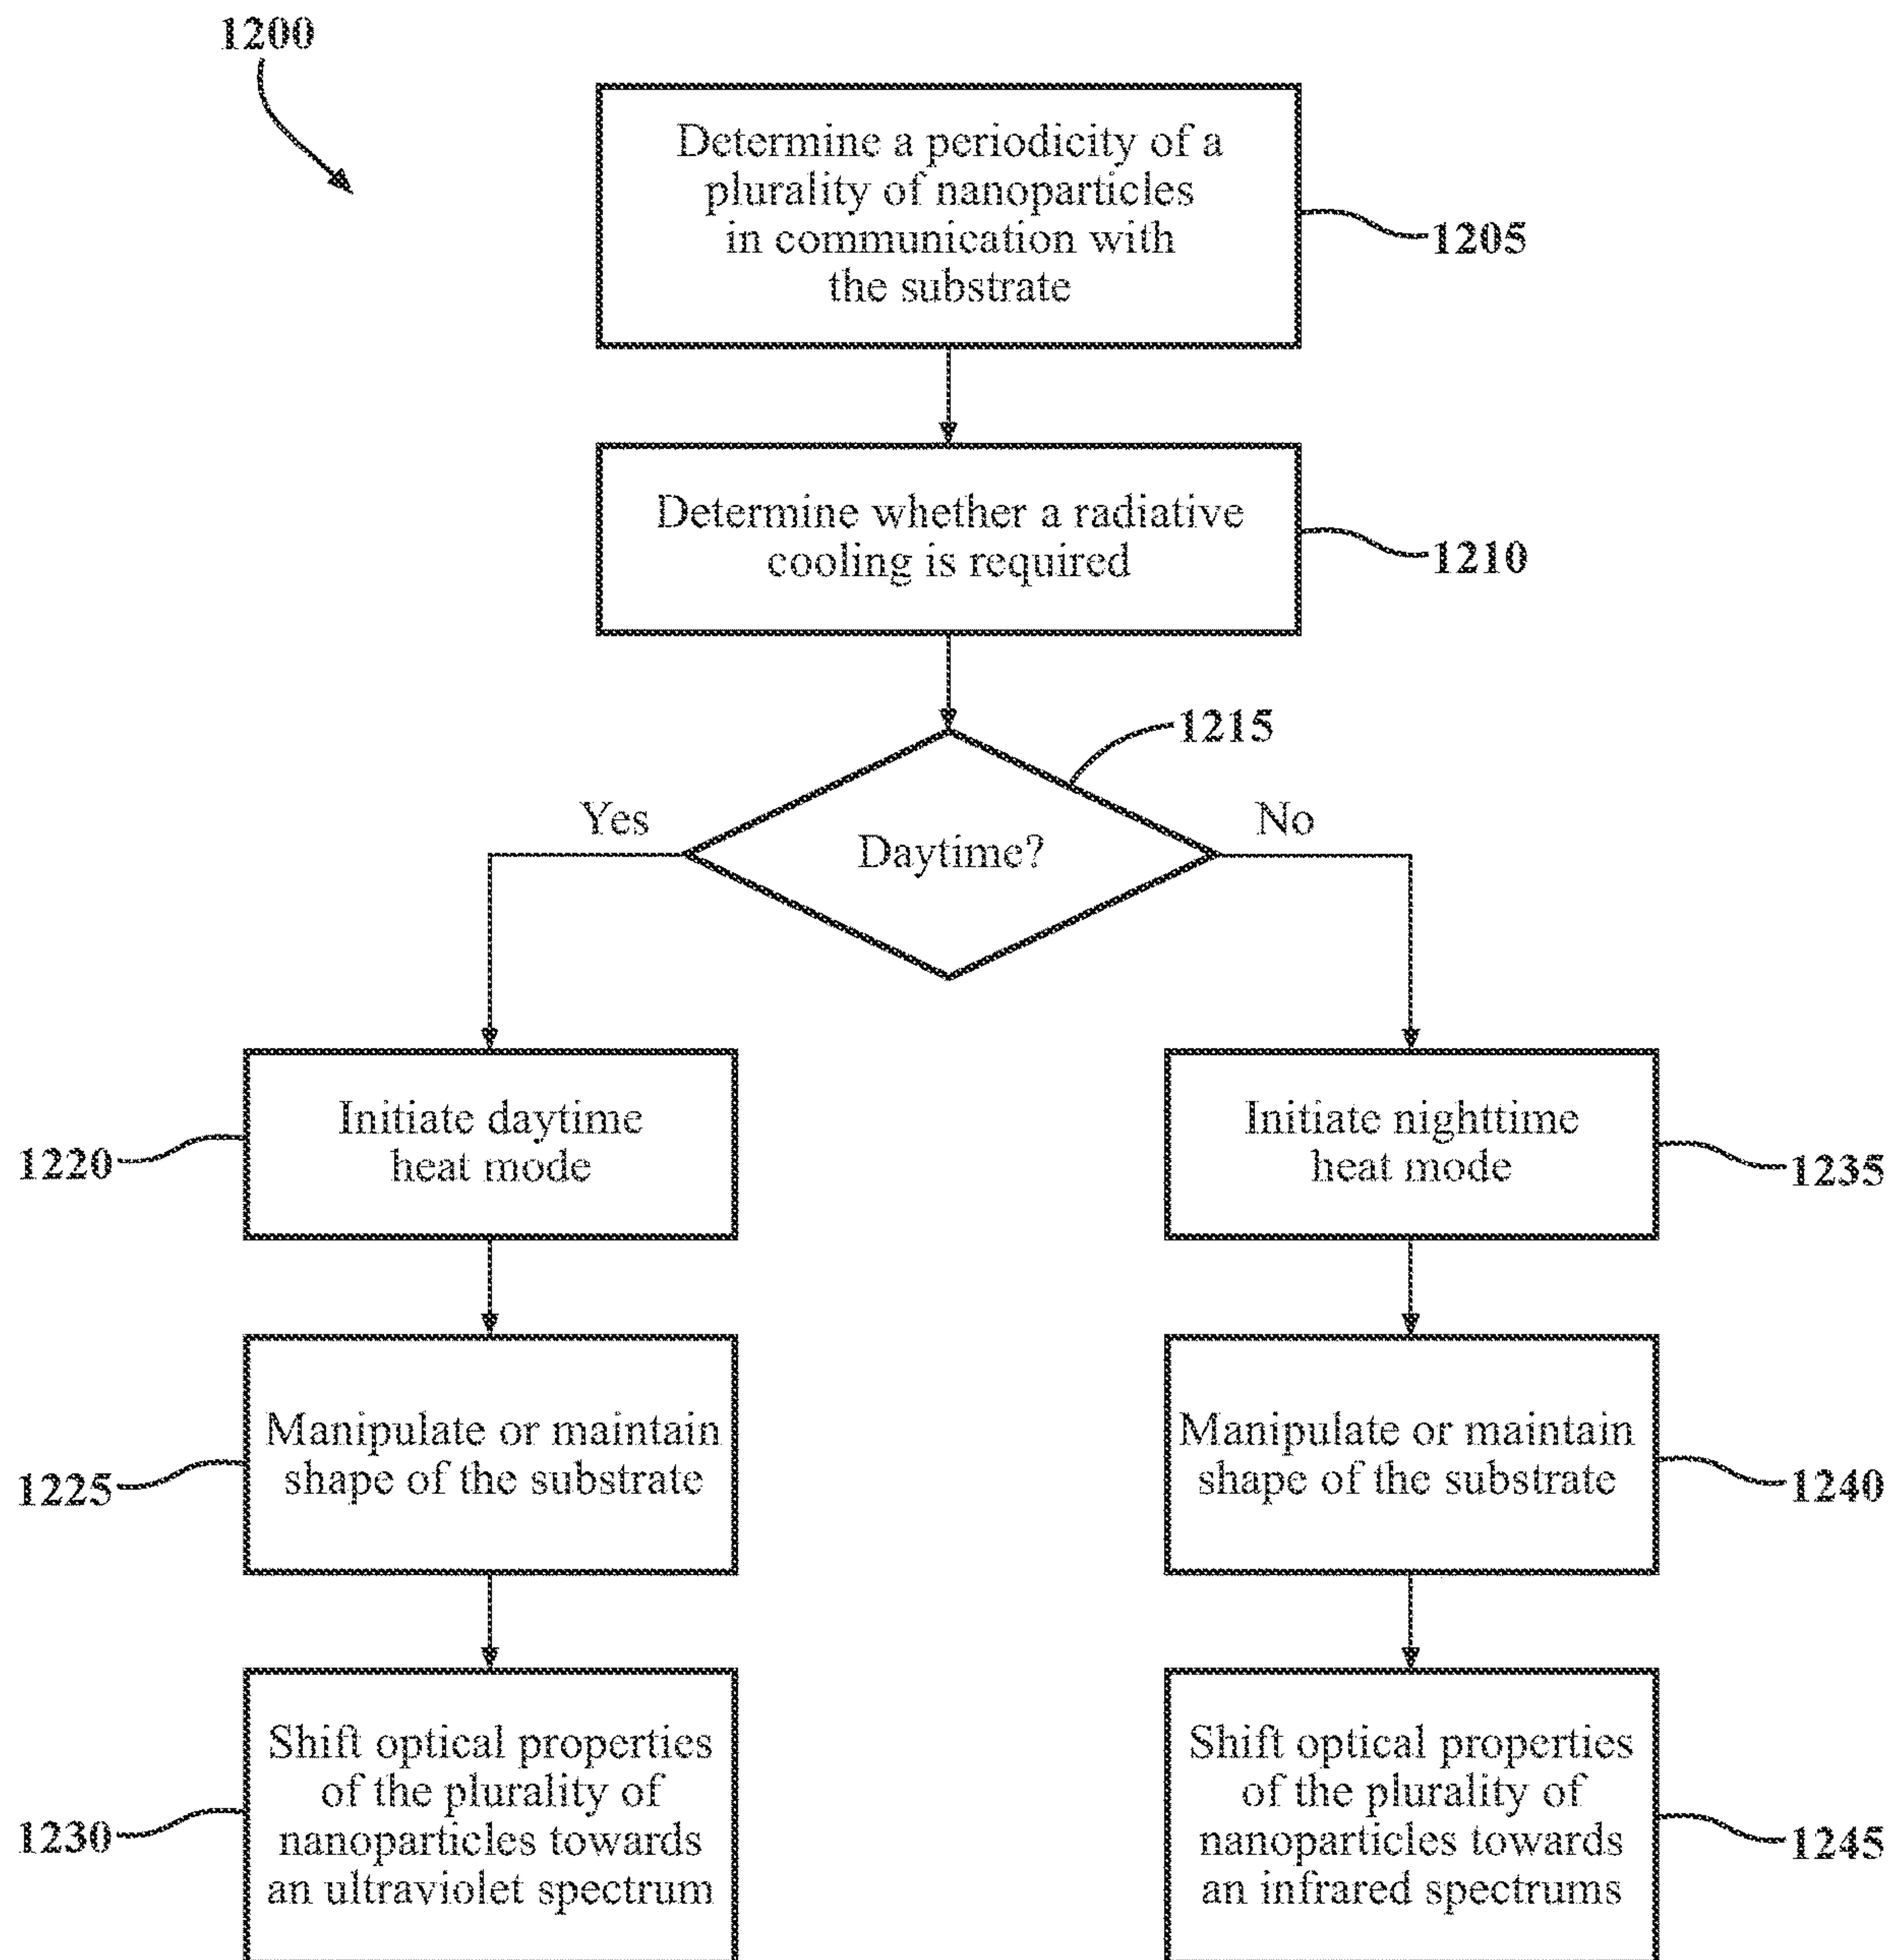 1200
Determine a periodicity of a
plurality of nanoparticles
in communication with
the substrate
1205
Determine whether a radiative
cooling is required
1210
1215
Yes
Daytime?
No
Initiate daytime
heat mode
1220
Initiate nighttime
heat mode
1235
Manipulate or maintain
shape of the substrate
1225
Manipulate or maintain
shape of the substrate
1240
Shift optical properties
of the plurality of
nanoparticles towards
an ultraviolet spectrum
1230
Shift optical properties
of the plurality of
nanoparticles towards
an infrared spectrums
1245